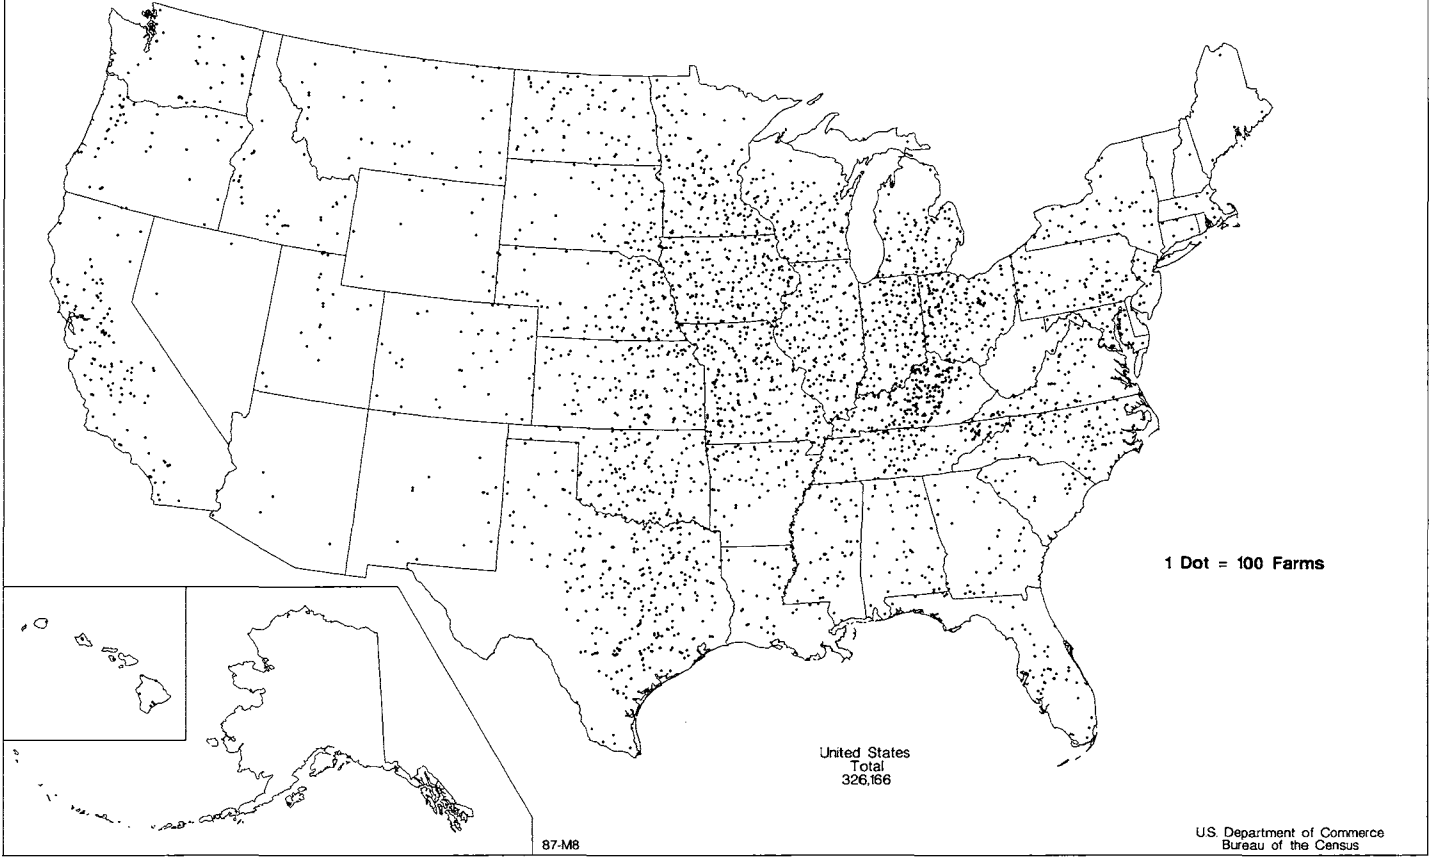 1 Dot = 100 Farms
United States
Total
326,166
87-M8
U.S. Department of Commerce
Bureau of the Census